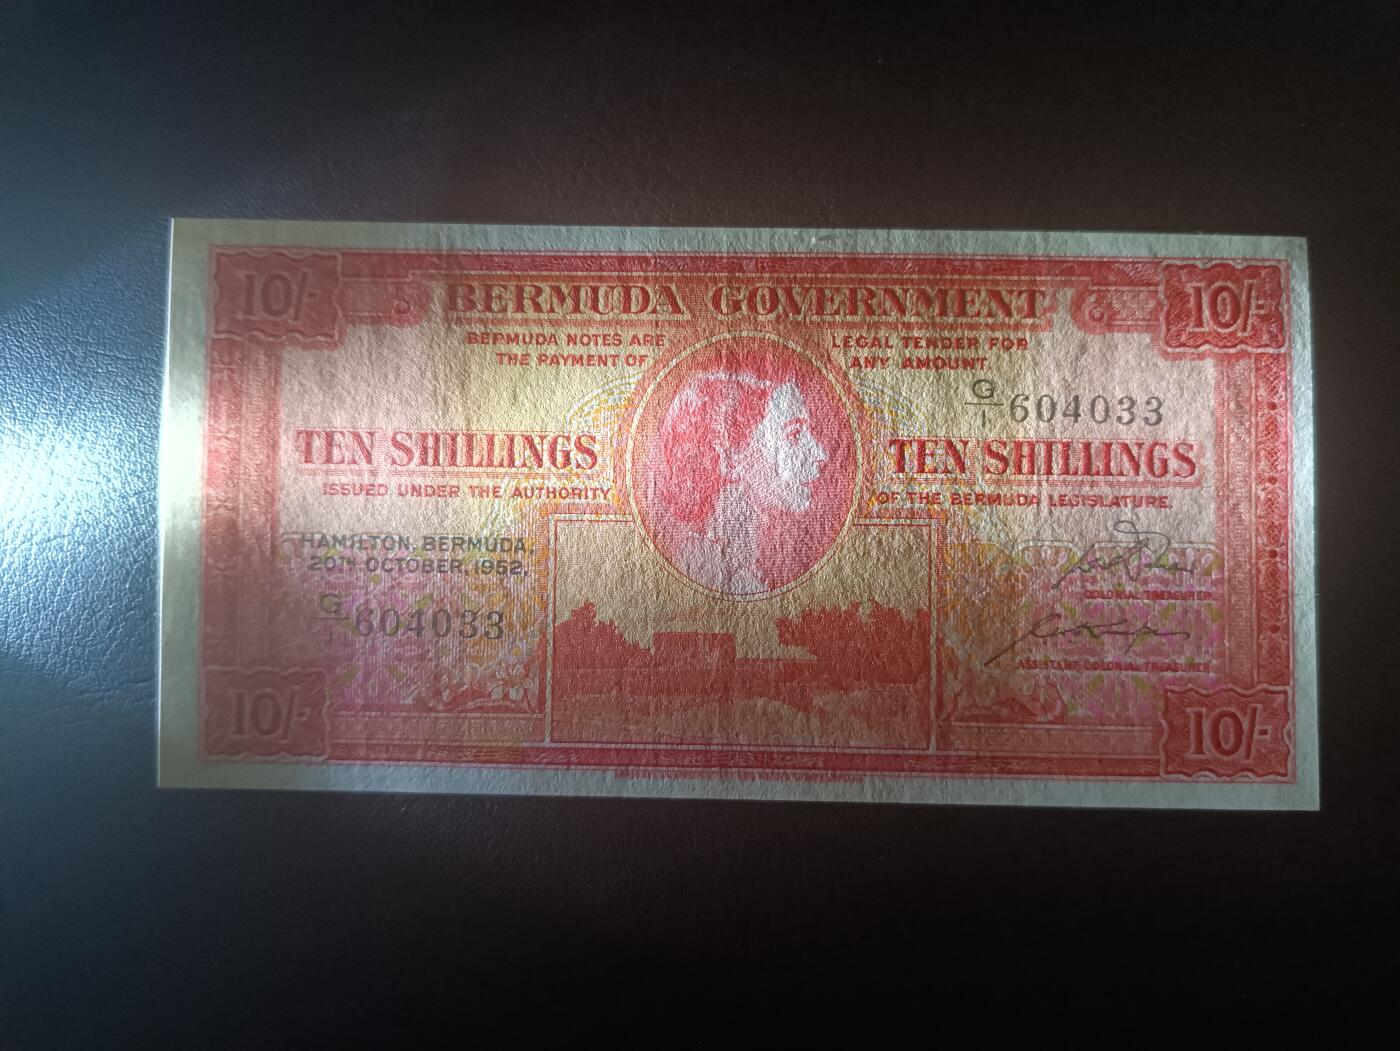 10/- 10/-
BERMUDA GOVERNMENT
BERMUDA NOTES ARE LEGAL TENDER FOR
THE PAYMENT OF ANY AMOUNT
G/1 604033
TEN SHILLINGS TEN SHILLINGS
ISSUED UNDER THE AUTHORITY OF THE BERMUDA LEGISLATURE.
HAMILTON, BERMUDA.
20TH OCTOBER 1952.
G/1 604033
COLONIAL TREASURER
ASSISTANT COLONIAL TREASURER
10/- 10/-